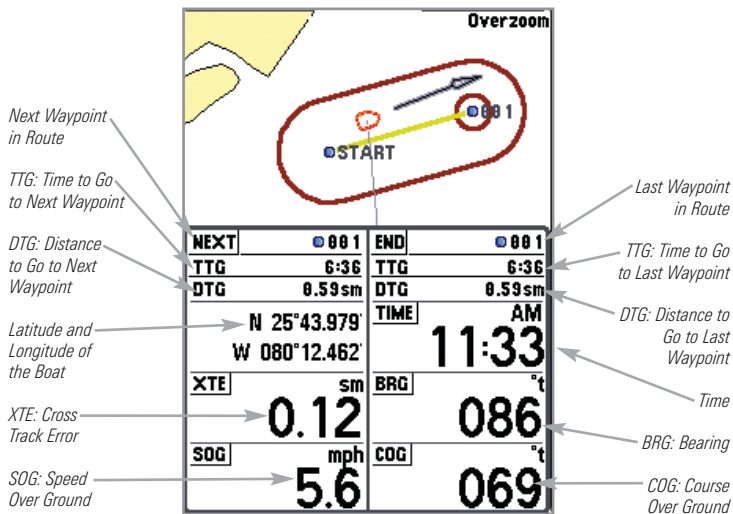 Overzoom
001
START
Next Waypoint
in Route
TTG: Time to Go
to Next Waypoint
DTG: Distance
to Go to Next
Waypoint
Latitude and
Longitude of
the Boat
XTE: Cross
Track Error
SOG: Speed
Over Ground
NEXT 001
TTG 6:36
DTG 0.59sm
N 25°43.979'
W 080°12.462'
XTE sm
0.12
SOG mph
5.6
END 001
TTG 6:36
DTG 0.59sm
TIME AM
11:33
BRG °t
086
COG °t
069
Last Waypoint
in Route
TTG: Time to Go
to Last Waypoint
DTG: Distance to
Go to Last
Waypoint
Time
BRG: Bearing
COG: Course
Over Ground